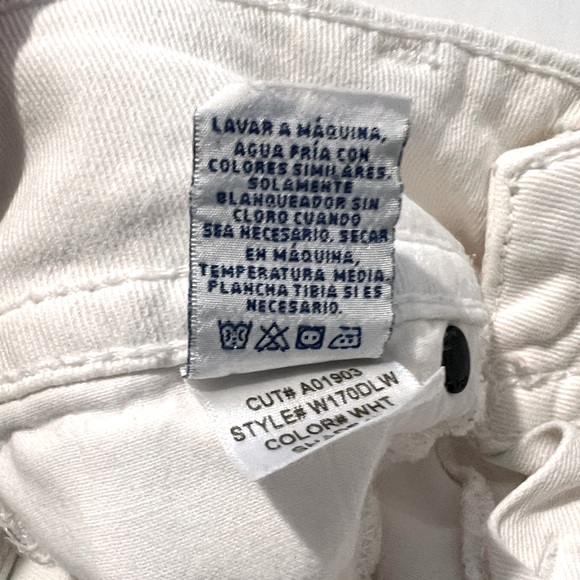 LAVAR A MÁQUINA,
AGUA FRÍA CON
COLORES SIMILARES.
SOLAMENTE
BLANQUEADOR SIN
CLORO CUANDO
SEA NECESARIO. SECAR
EN MÁQUINA,
TEMPERATURA MEDIA.
PLANCHA TIBIA SI ES
NECESARIO.
CUT# A01903
STYLE# W170DLW
COLOR# WHT